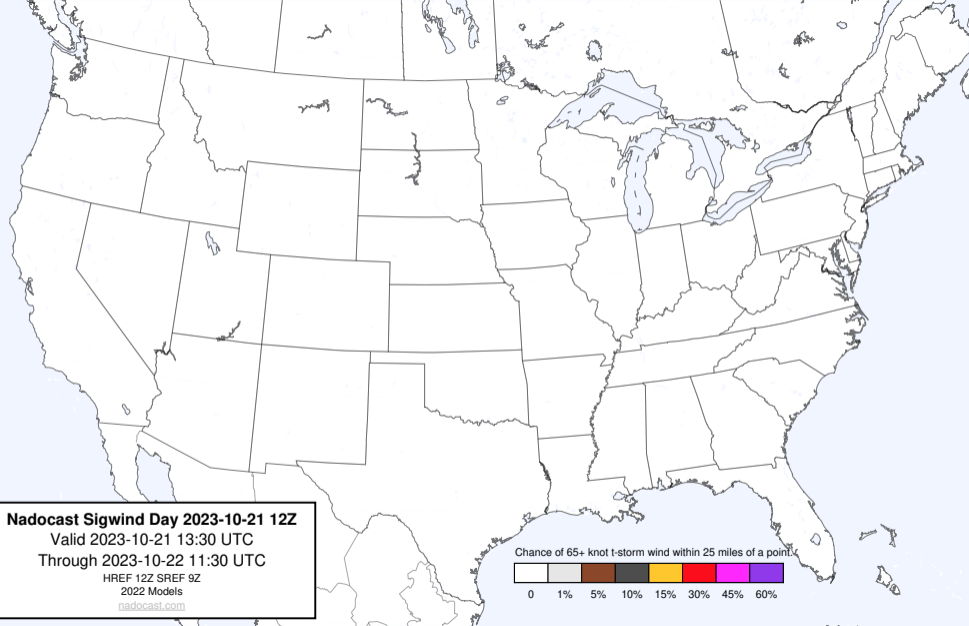 Nadocast Sigwind Day 2023-10-21 12Z
Valid 2023-10-21 13:30 UTC
Through 2023-10-22 11:30 UTC
HREF 12Z SREF 9Z
2022 Models
nadocast.com
Chance of 65+ knot t-storm wind within 25 miles of a point.
0 1% 5% 10% 15% 30% 45% 60%